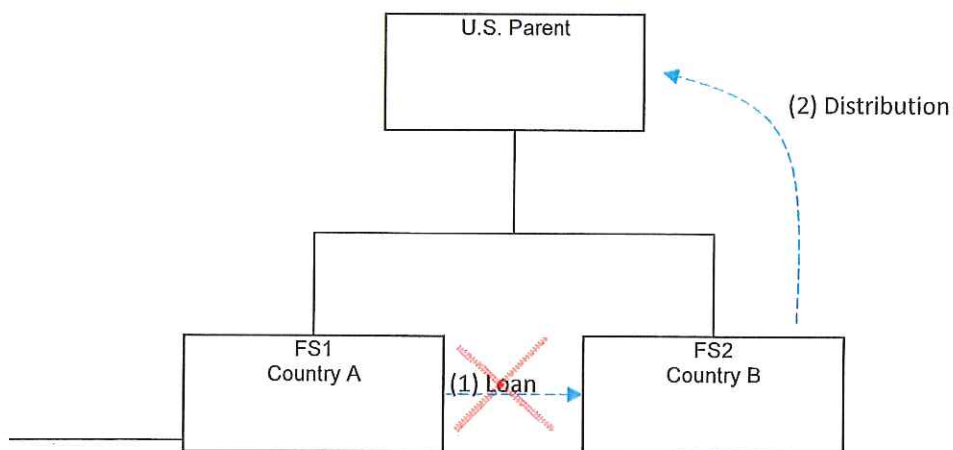 U.S. Parent
(2) Distribution
FS1
Country A
(1) Loan
FS2
Country B